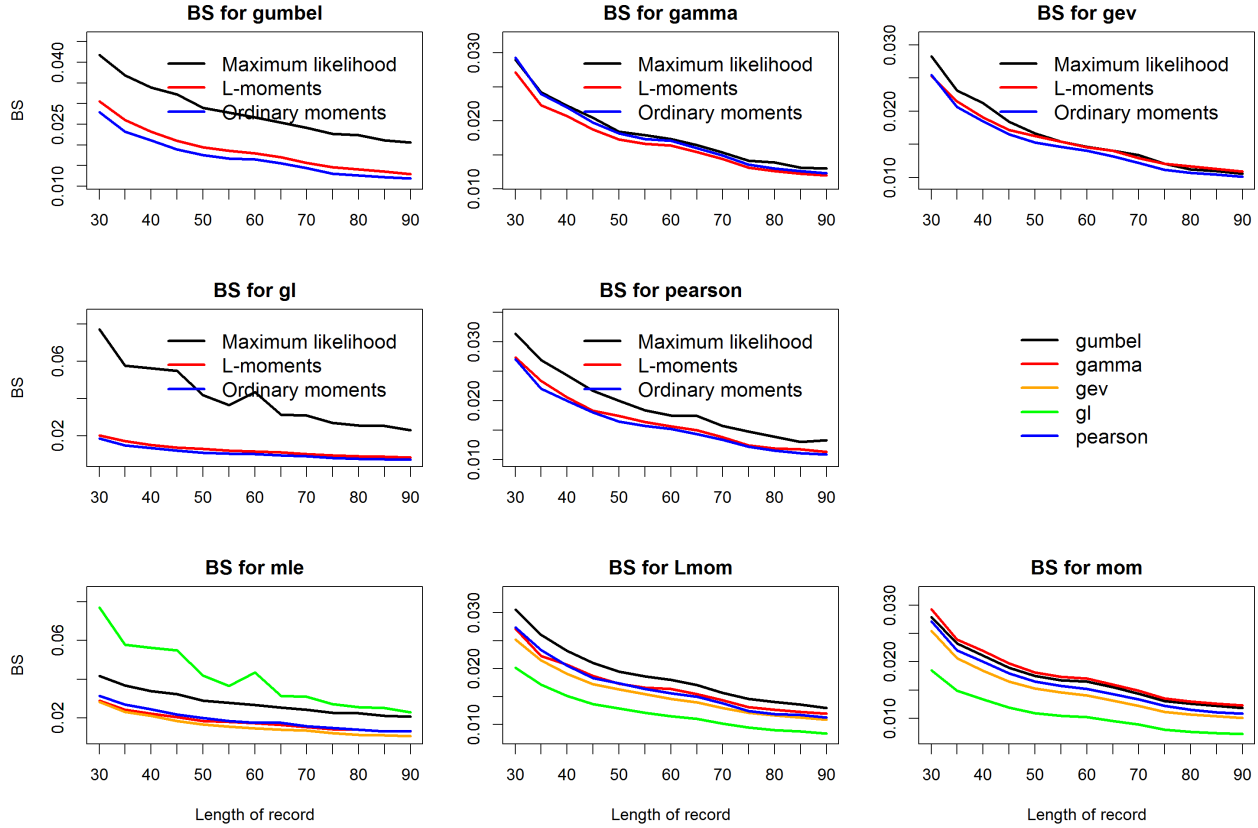 BS for gumbel
BS for gamma
BS for gev
BS
0.010
0.025
0.040
Maximum likelihood
L-moments
Ordinary moments
30 40 50 60 70 80 90
0.010
0.020
0.030
Maximum likelihood
L-moments
Ordinary moments
30 40 50 60 70 80 90
0.010
0.020
0.030
Maximum likelihood
L-moments
Ordinary moments
30 40 50 60 70 80 90
BS for gl
BS for pearson
BS
0.02
0.06
Maximum likelihood
L-moments
Ordinary moments
30 40 50 60 70 80 90
0.010
0.020
0.030
Maximum likelihood
L-moments
Ordinary moments
30 40 50 60 70 80 90
gumbel
gamma
gev
gl
pearson
BS for mle
BS for Lmom
BS for mom
BS
0.02
0.06
30 40 50 60 70 80 90
Length of record
0.010
0.020
0.030
30 40 50 60 70 80 90
Length of record
0.010
0.020
0.030
30 40 50 60 70 80 90
Length of record